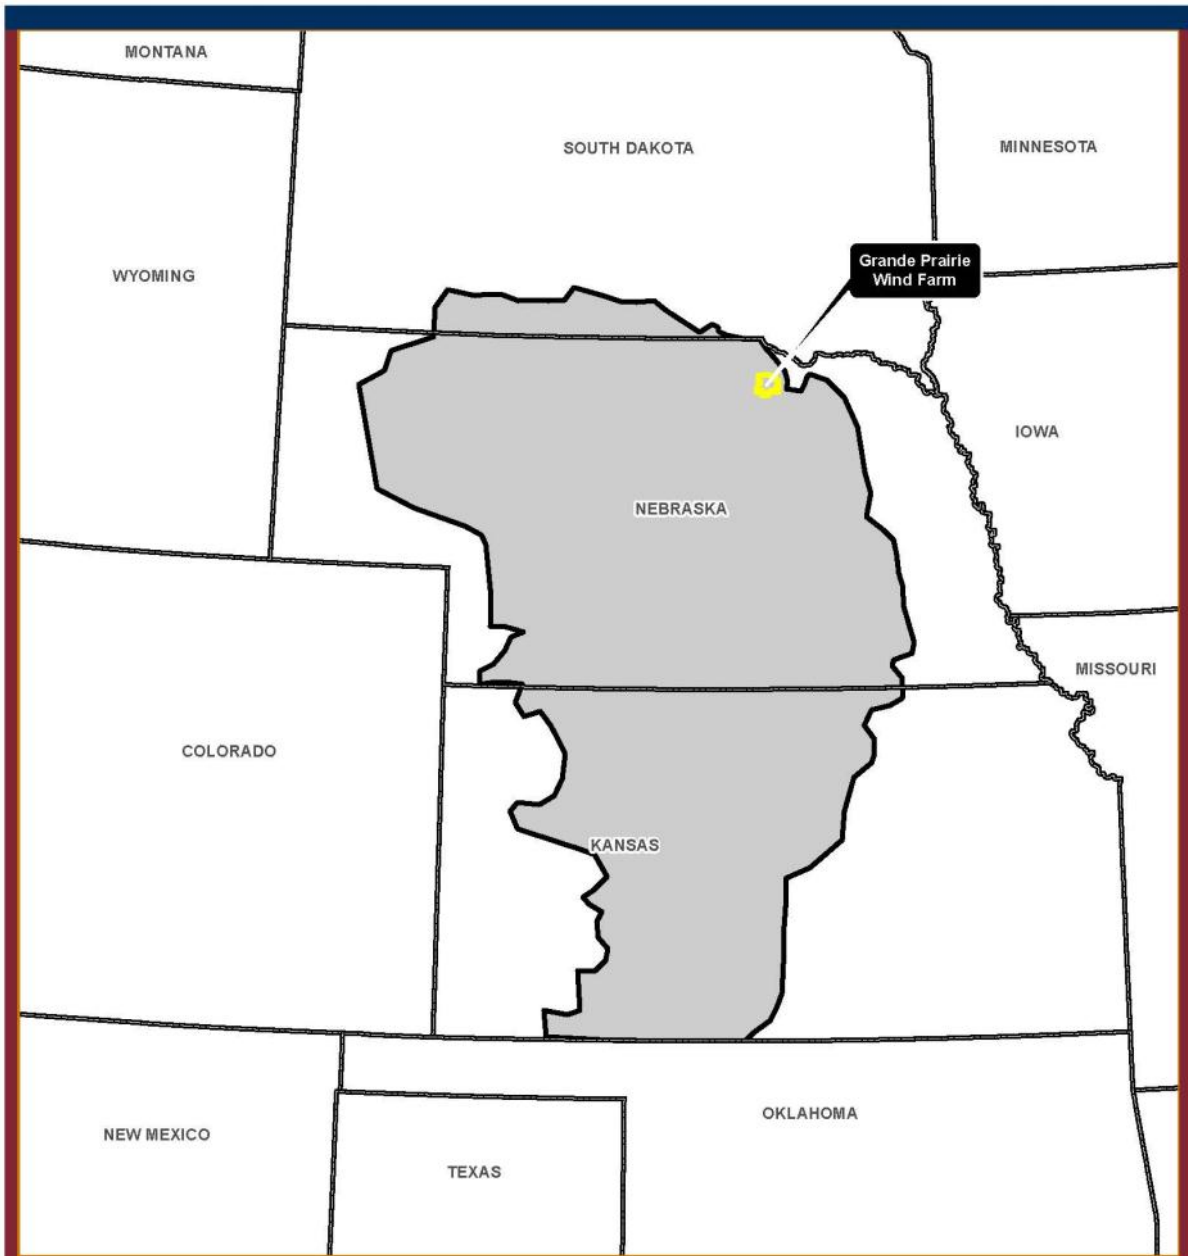 MONTANA
SOUTH DAKOTA
MINNESOTA
WYOMING
Grande Prairie
Wind Farm
IOWA
NEBRASKA
MISSOURI
COLORADO
KANSAS
OKLAHOMA
NEW MEXICO
TEXAS